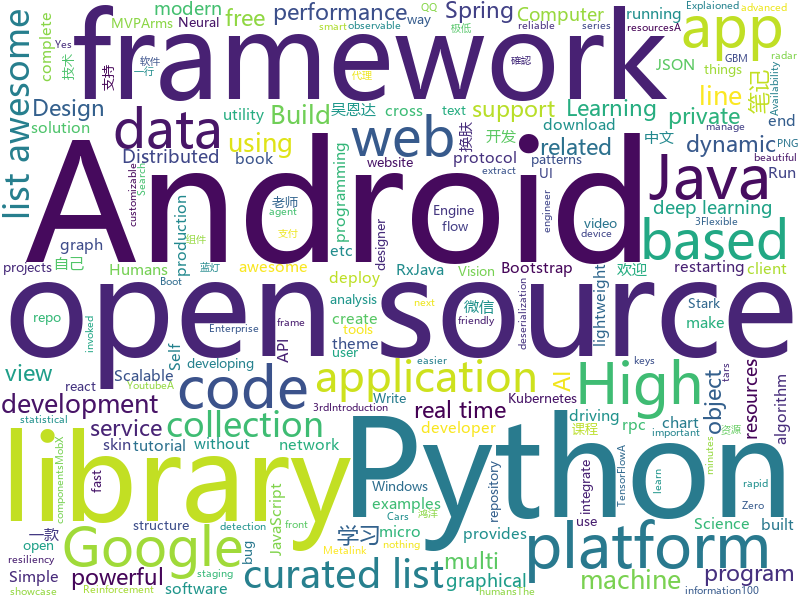 Explaioned
complete
modern
free
Spring
Computer
resourcesA
advanced
MVPArms
Neural
performance
QQ
observable
smart
way
极低
running
reliable
series
framework
app
技术
支持
软件
一行
代理
確認
JSON
things
GBM
radar
list awesome
Design
solution
utility
Build
吴恩达
cross
text
support
Learning
line
private
笔记
Availability
end
data
using
web
换肤
开发
download
中文
manage
PNG
Distributed
book
website
protocol
related
dynamic
beautiful
Android
customizable
Search
老师
agent
支付
programming
Engine
flow
extract
patterns
UI
engineer
Java
deep learning
Run
3Flexible
graph
production
组件
蓝灯
etc
designer
video
device
based
projects
自己
Humans
awesome
Boot
deploy
RxJava
Vision
Bootstrap
欢迎
restarting
client
open source
repo
invoked
analysis
create
tools
微信
friendly
deserialization
lightweight
Stark
make
Enterprise
frame
next
API
theme
user
easier
keys
tars
view
react
Scalable
developing
YoutubeA
Self
code
application
AI
High
object
resources
algorithm
development
collection
3rdIntroduction
Write
Kubernetes
real time
driving
rpc
chart
important
statistical
service
skin
tutorial
without
network
developer
课程
资源
library
Python
componentsMobX
fast
JavaScript
Windows
Cars
鸿洋
examples
repository
integrate
TensorFlowA
learn
minutes
rapid
Zero
一款
structure
detection
front
学习
micro
provides
use
Science
built
open
resiliency
Google
bug
Metalink
nothing
multi
platform
Simple
showcase
powerful
software
Reinforcement
staging
curated list
graphical
humansThe
machine
program
information100